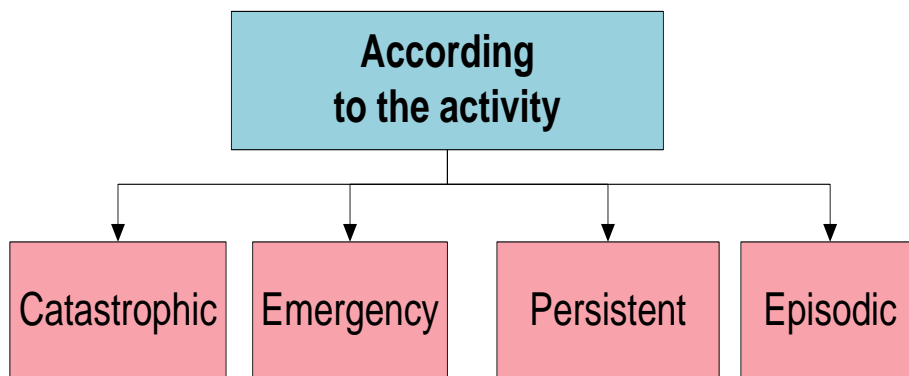 According
to the activity
Catastrophic
Emergency
Persistent
Episodic